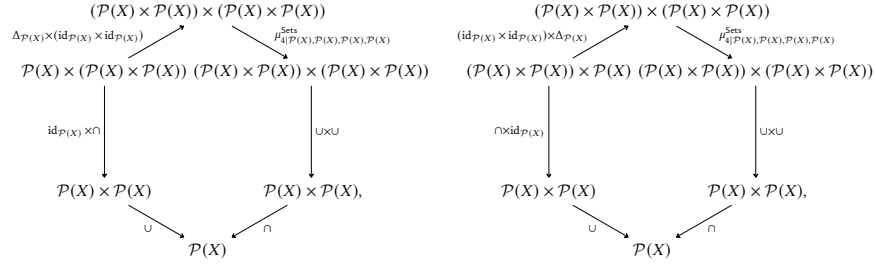 (𝒫(X) × 𝒫(X)) × (𝒫(X) × 𝒫(X))
Δ_{𝒫(X)}×(id_{𝒫(X)} × id_{𝒫(X)})
μ^{Sets}_{4|𝒫(X),𝒫(X),𝒫(X),𝒫(X)}
𝒫(X) × (𝒫(X) × 𝒫(X))
(𝒫(X) × 𝒫(X)) × (𝒫(X) × 𝒫(X))
id_{𝒫(X)} ×∩
∪×∪
𝒫(X) × 𝒫(X)
𝒫(X) × 𝒫(X),
∪
∩
𝒫(X)
(𝒫(X) × 𝒫(X)) × (𝒫(X) × 𝒫(X))
(id_{𝒫(X)} × id_{𝒫(X)})×Δ_{𝒫(X)}
μ^{Sets}_{4|𝒫(X),𝒫(X),𝒫(X),𝒫(X)}
(𝒫(X) × 𝒫(X)) × 𝒫(X)
(𝒫(X) × 𝒫(X)) × (𝒫(X) × 𝒫(X))
∩×id_{𝒫(X)}
∪×∪
𝒫(X) × 𝒫(X)
𝒫(X) × 𝒫(X),
∪
∩
𝒫(X)